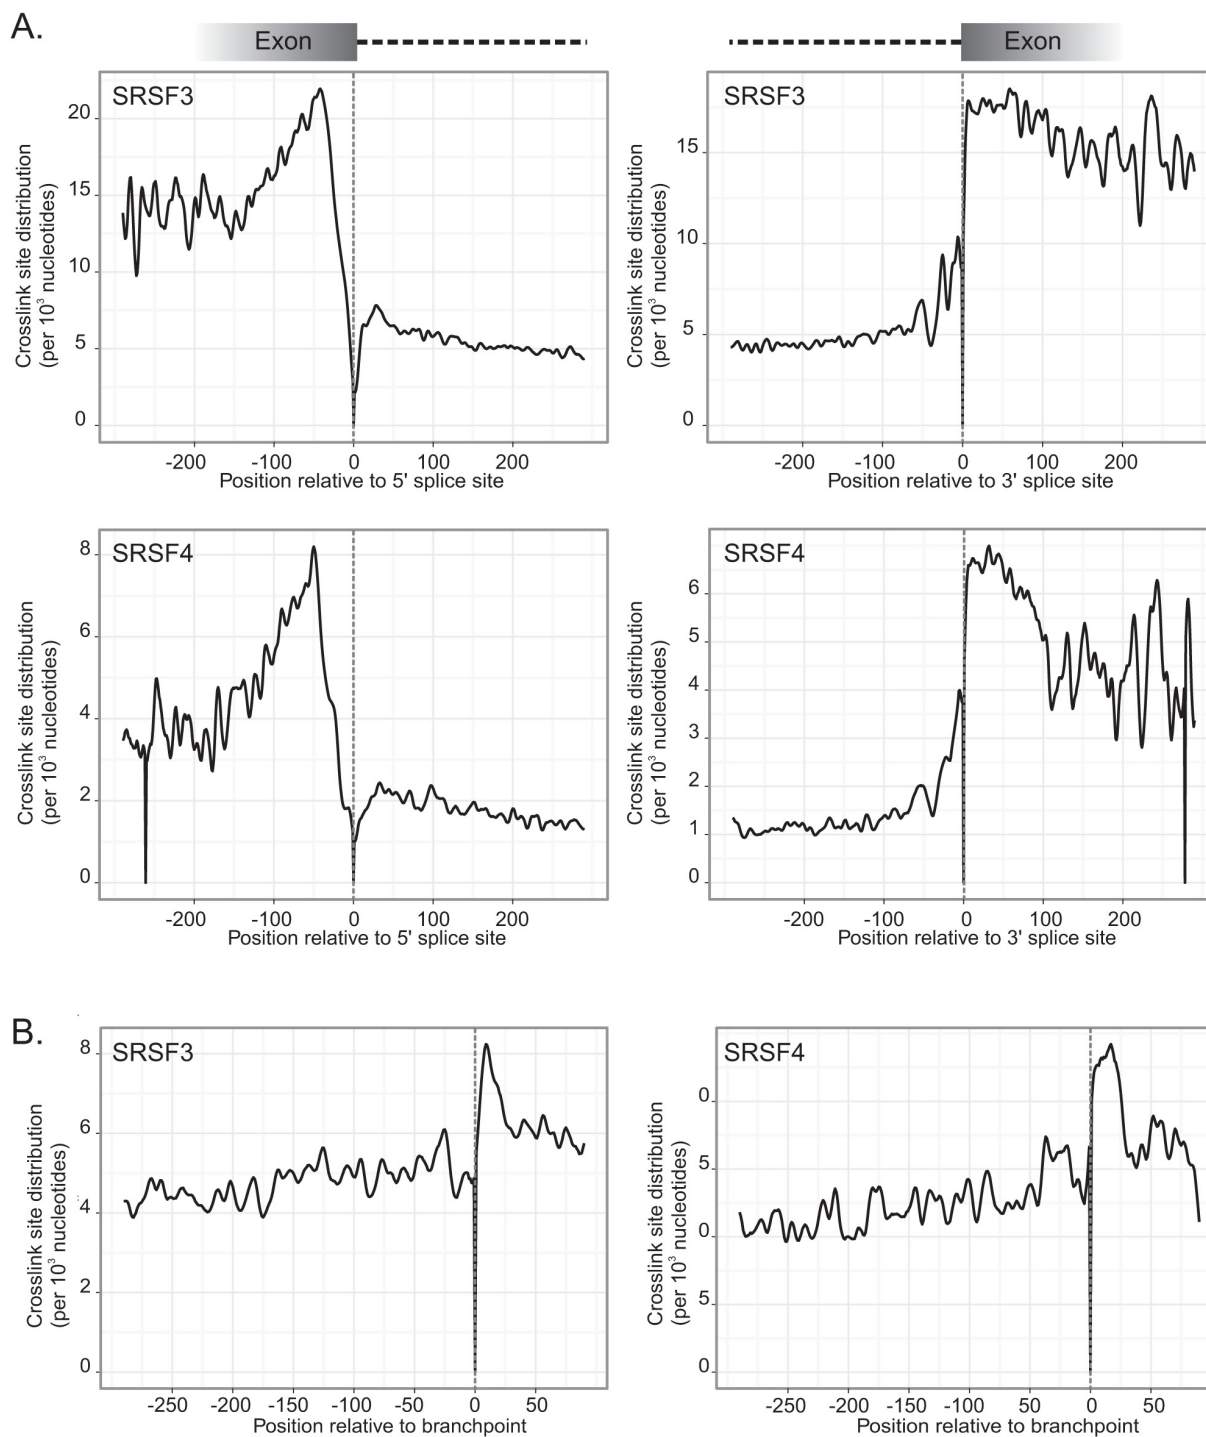 A.
Exon
Exon
SRSF3
Crosslink site distribution
(per 10³ nucleotides)
20
15
10
5
0
-200 -100 0 100 200
Position relative to 5' splice site
SRSF3
Crosslink site distribution
(per 10³ nucleotides)
15
10
5
0
-200 -100 0 100 200
Position relative to 3' splice site
SRSF4
Crosslink site distribution
(per 10³ nucleotides)
8
6
4
2
0
-200 -100 0 100 200
Position relative to 5' splice site
SRSF4
Crosslink site distribution
(per 10³ nucleotides)
6
5
4
3
2
1
0
-200 -100 0 100 200
Position relative to 3' splice site
B.
SRSF3
Crosslink site distribution
(per 10³ nucleotides)
8
6
4
2
0
-250 -200 -150 -100 -50 0 50
Position relative to branchpoint
SRSF4
Crosslink site distribution
(per 10³ nucleotides)
0
5
0
5
0
-250 -200 -150 -100 50 0 50
Position relative to branchpoint